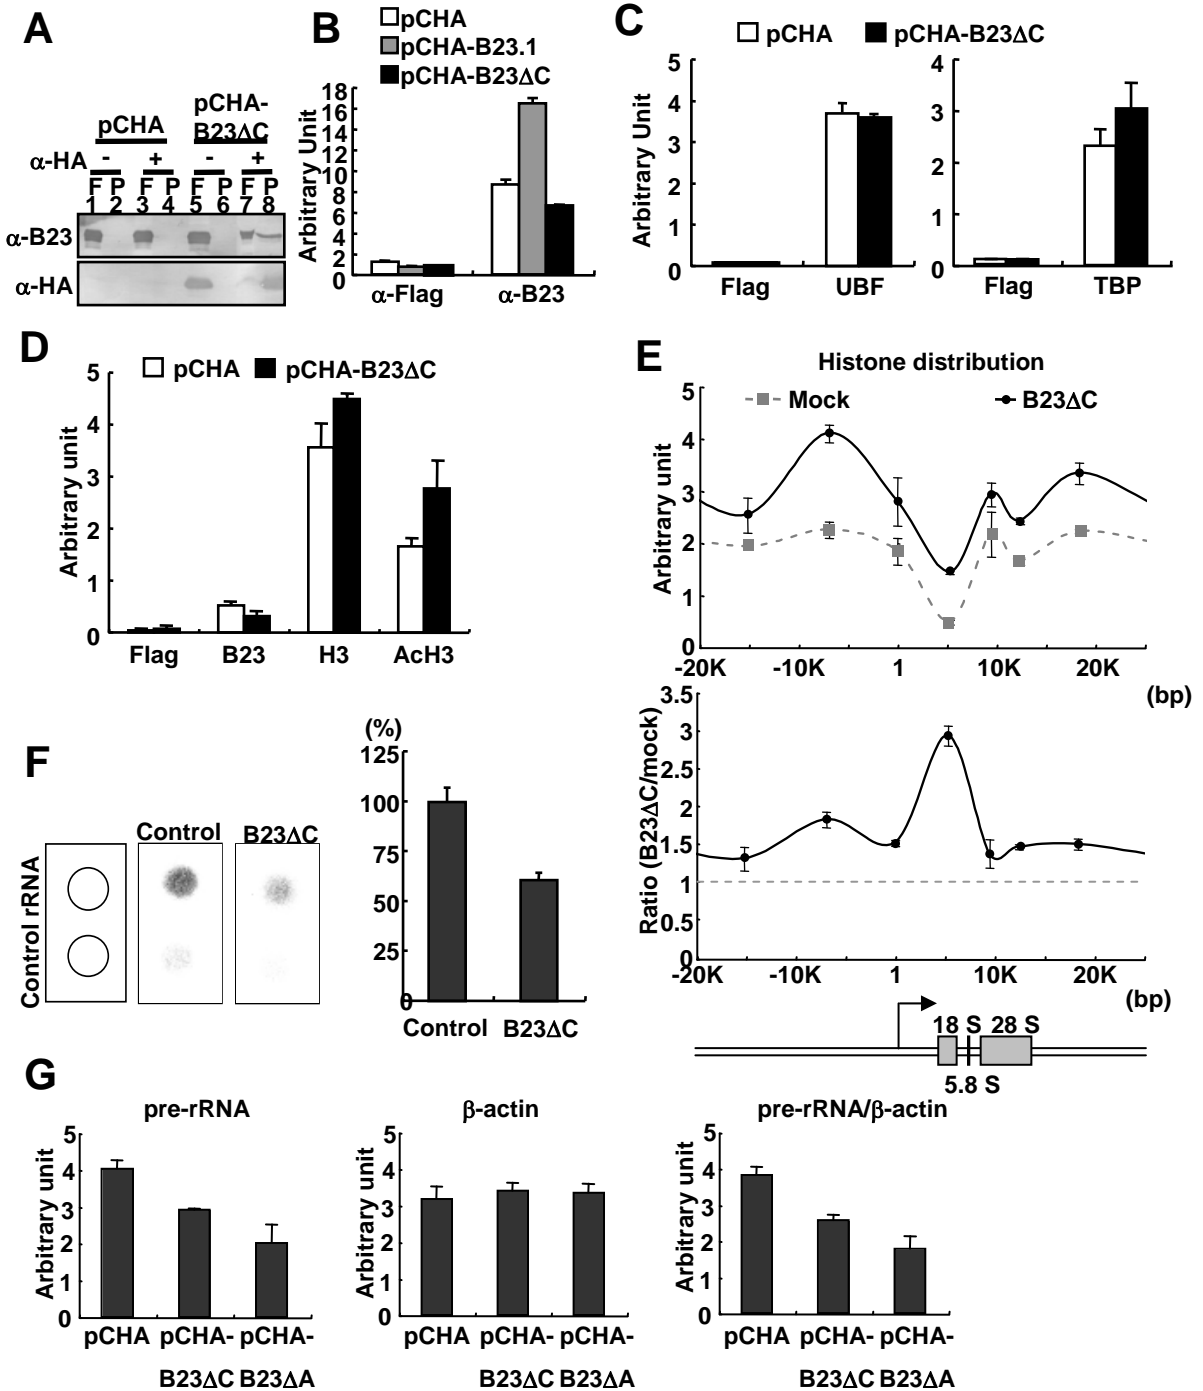 A
pCHA
pCHA-
B23ΔC
α-HA - + - +
F P F P F P F P
1 2 3 4 5 6 7 8
α-B23
α-HA
B
pCHA
pCHA-B23.1
pCHA-B23ΔC
Arbitrary Unit
18
16
14
12
10
8
6
4
2
0
α-Flag α-B23
C
pCHA pCHA-B23ΔC
Arbitrary Unit
5
4
3
2
1
0
Flag UBF
4
3
2
1
0
Flag TBP
D
pCHA pCHA-B23ΔC
Arbitrary unit
5
4
3
2
1
0
Flag B23 H3 AcH3
E
Histone distribution
Mock B23ΔC
Arbitrary unit
5
4
3
2
1
0
-20K -10K 1 10K 20K
(bp)
Ratio (B23ΔC/mock)
3.5
3
2.5
2
1.5
1
0.5
0
-20K -10K 1 10K 20K
(bp)
18 S 28 S
5.8 S
F
Control rRNA
Control B23ΔC
(%)
125
100
75
50
25
0
Control B23ΔC
G
pre-rRNA
Arbitrary unit
5
4
3
2
1
0
pCHA pCHA- pCHA-
B23ΔC B23ΔA
β-actin
Arbitrary unit
5
4
3
2
1
0
pCHA pCHA- pCHA-
B23ΔC B23ΔA
pre-rRNA/β-actin
Arbitrary unit
5
4
3
2
1
0
pCHA pCHA- pCHA-
B23ΔC B23ΔA